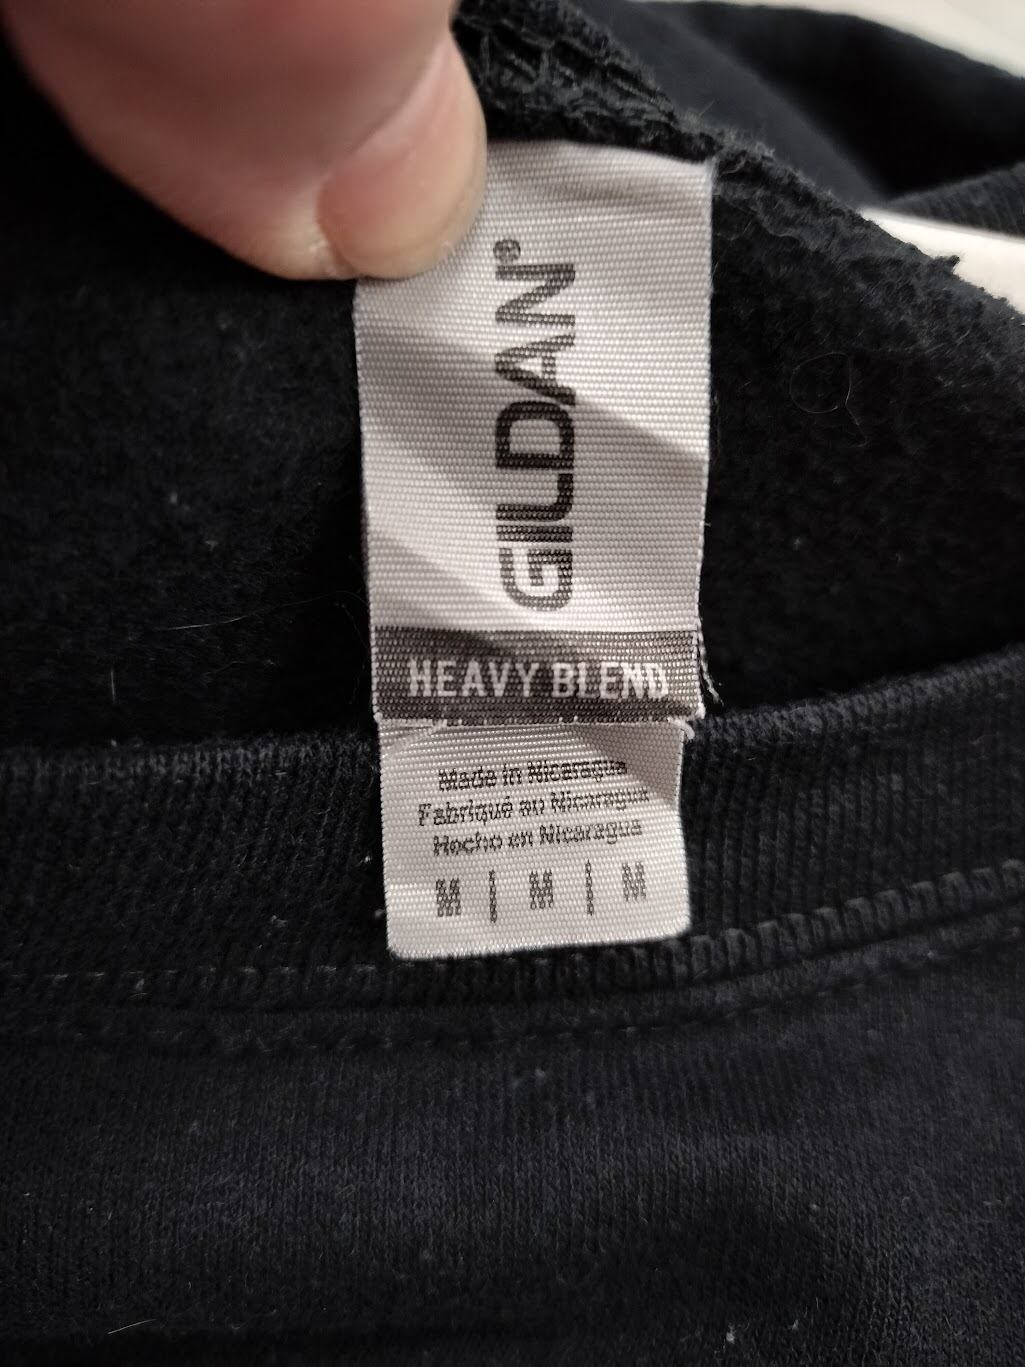 GILDAN®
HEAVY BLEND
Made in Nicaragua
Fabriqué au Nicaragua
Hecho en Nicaragua
M | M | M